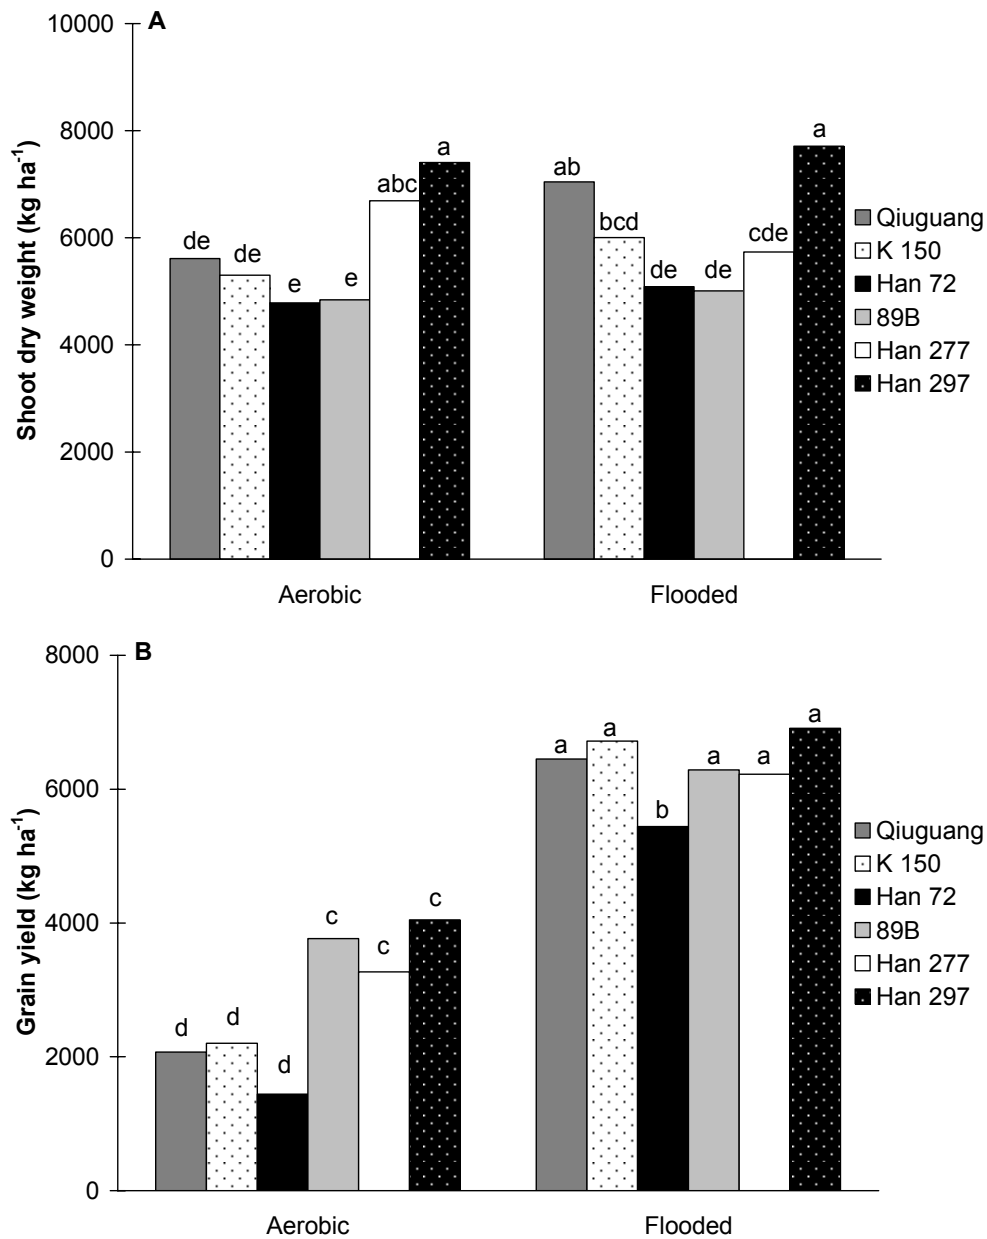 A
10000
8000
6000
4000
2000
0
Shoot dry weight (kg ha⁻¹)
de
de
e
e
abc
a
ab
bcd
de
de
cde
a
Aerobic
Flooded
Qiuguang
K 150
Han 72
89B
Han 277
Han 297
B
8000
6000
4000
2000
0
Grain yield (kg ha⁻¹)
d
d
d
c
c
c
a
a
b
a
a
a
Aerobic
Flooded
Qiuguang
K 150
Han 72
89B
Han 277
Han 297